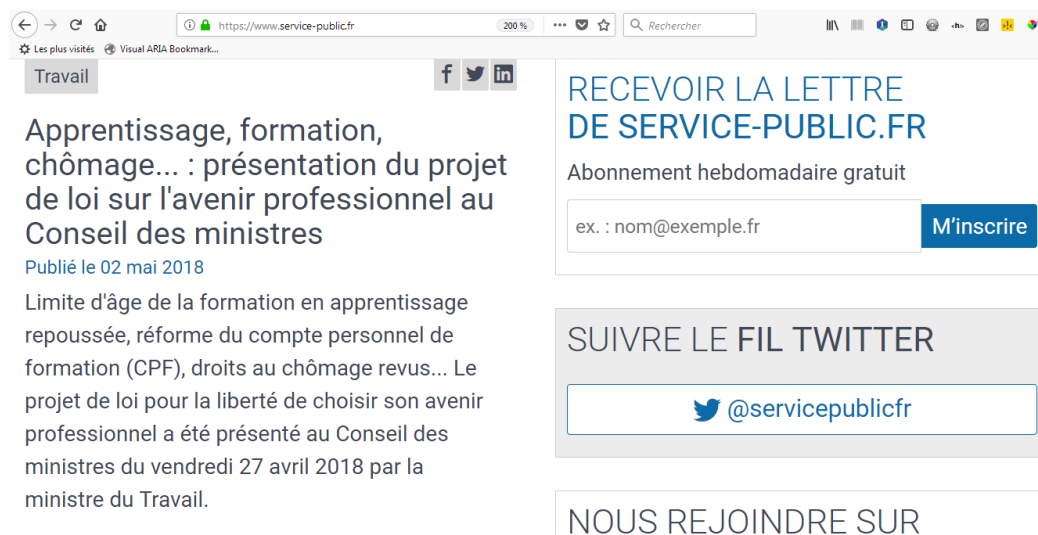 https://www.service-public.fr
200 %
Rechercher
Les plus visités
Visual ARIA Bookmark...
Travail
Apprentissage, formation,
chômage... : présentation du projet
de loi sur l'avenir professionnel au
Conseil des ministres
Publié le 02 mai 2018
Limite d'âge de la formation en apprentissage
repoussée, réforme du compte personnel de
formation (CPF), droits au chômage revus... Le
projet de loi pour la liberté de choisir son avenir
professionnel a été présenté au Conseil des
ministres du vendredi 27 avril 2018 par la
ministre du Travail.
RECEVOIR LA LETTRE
DE SERVICE-PUBLIC.FR
Abonnement hebdomadaire gratuit
ex. : nom@exemple.fr
M'inscrire
SUIVRE LE FIL TWITTER
@servicepublicfr
NOUS REJOINDRE SUR